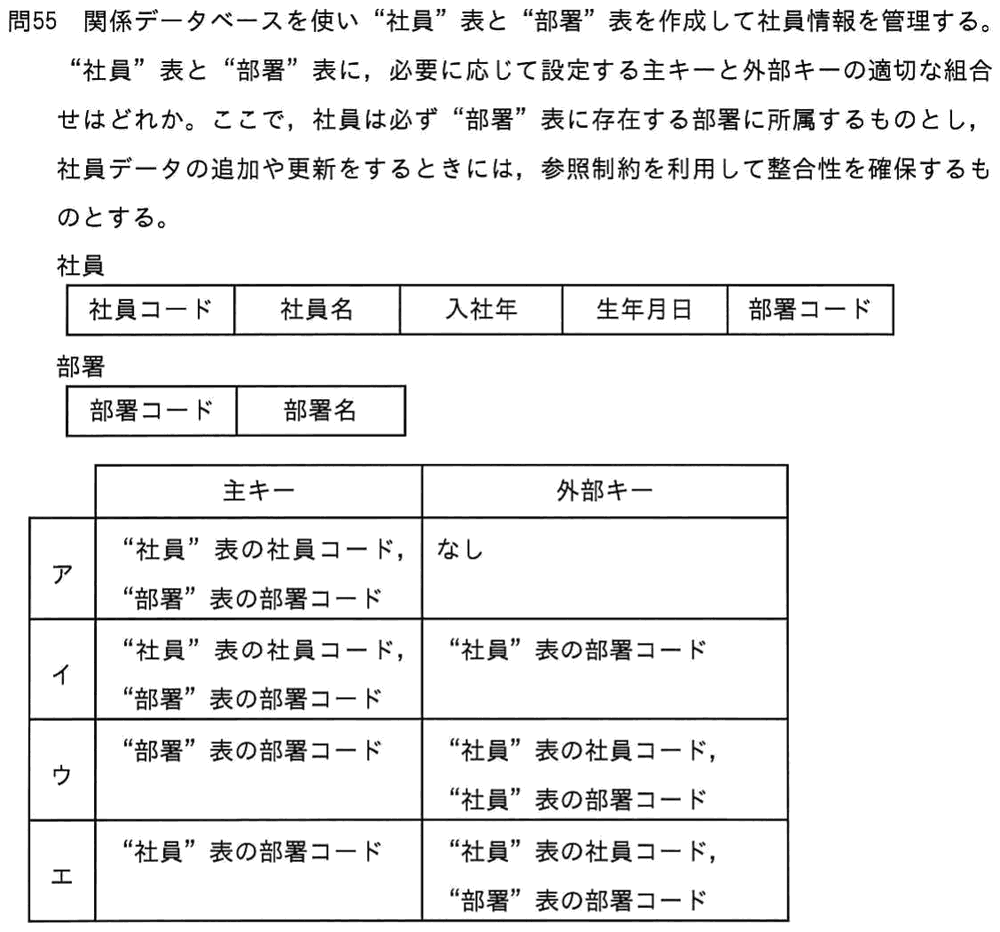 問55 関係データベースを使い“社員”表と“部署”表を作成して社員情報を管理する。
“社員”表と“部署”表に，必要に応じて設定する主キーと外部キーの適切な組合
せはどれか。ここで，社員は必ず“部署”表に存在する部署に所属するものとし，
社員データの追加や更新をするときには，参照制約を利用して整合性を確保するも
のとする。
社員
社員コード 社員名 入社年 生年月日 部署コード
部署
部署コード 部署名
主キー 外部キー
ア “社員”表の社員コード， なし
“部署”表の部署コード
イ “社員”表の社員コード， “社員”表の部署コード
“部署”表の部署コード
ウ “部署”表の部署コード “社員”表の社員コード，
“社員”表の部署コード
エ “社員”表の部署コード “社員”表の社員コード，
“部署”表の部署コード